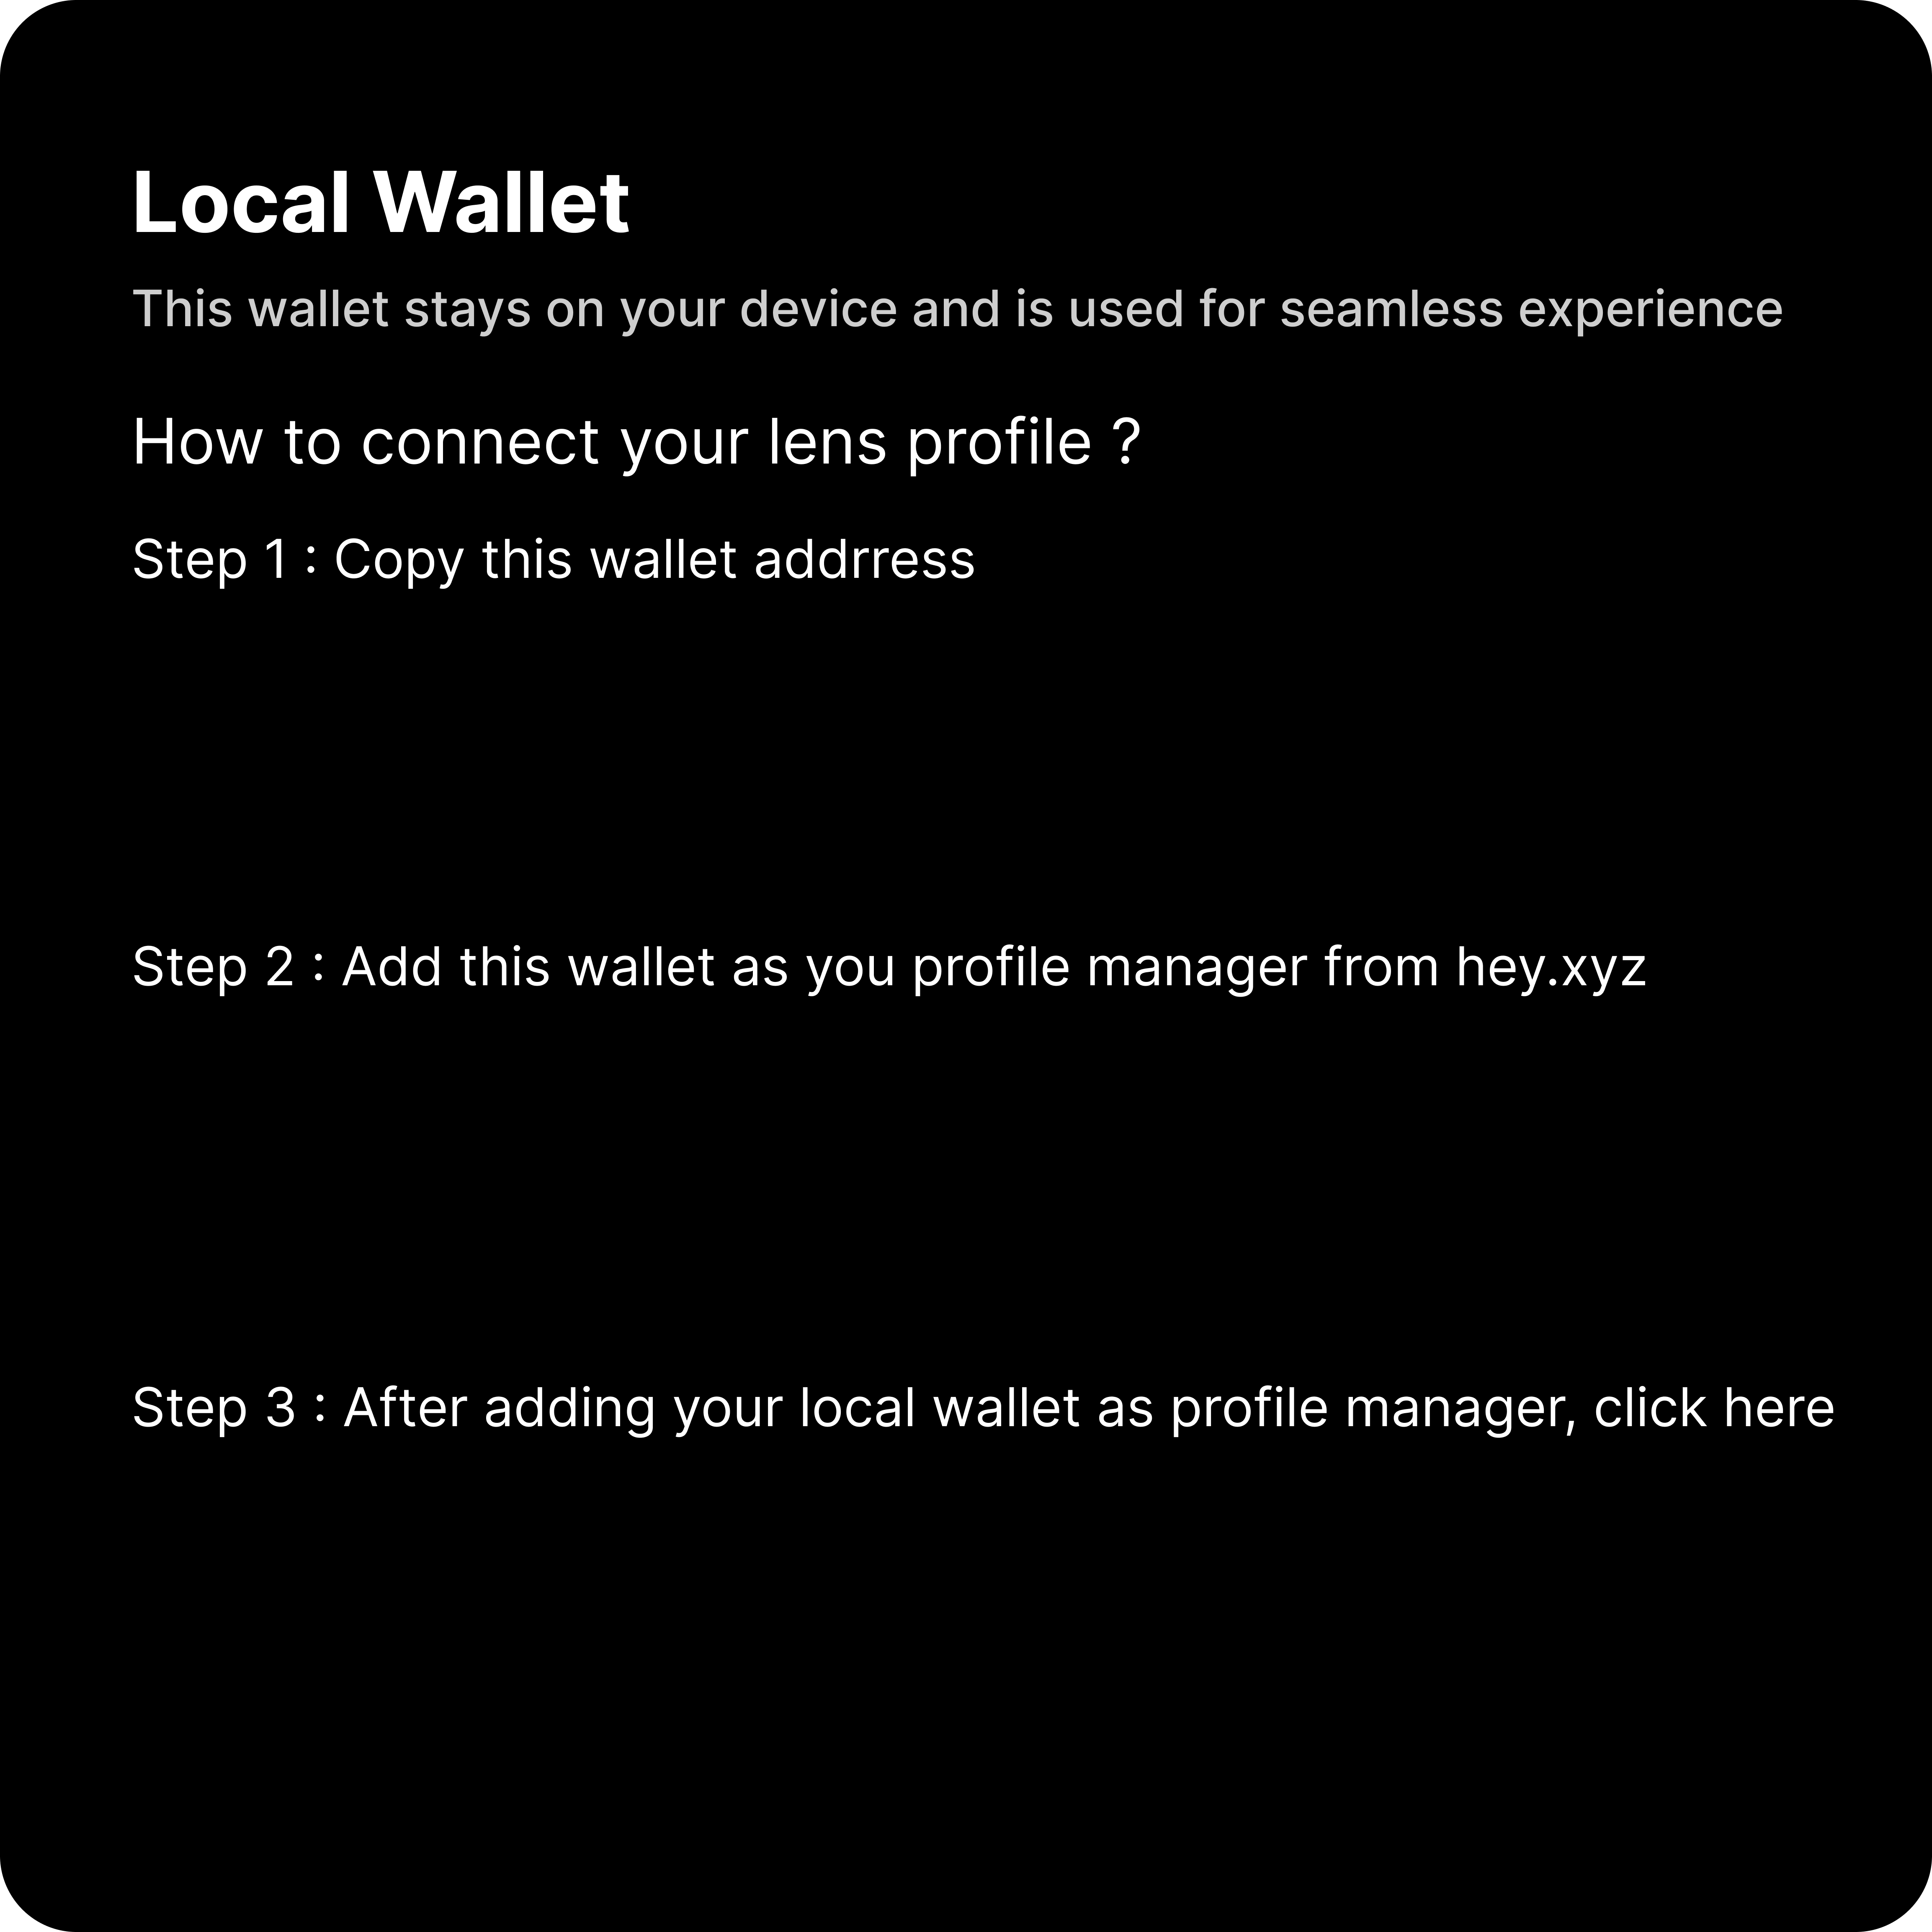 Local Wallet
This wallet stays on your device and is used for seamless experience
How to connect your lens profile ?
Step 1 : Copy this wallet addrress
Step 2 : Add this wallet as you profile manager from hey.xyz
Step 3 : After adding your local wallet as profile manager, click here